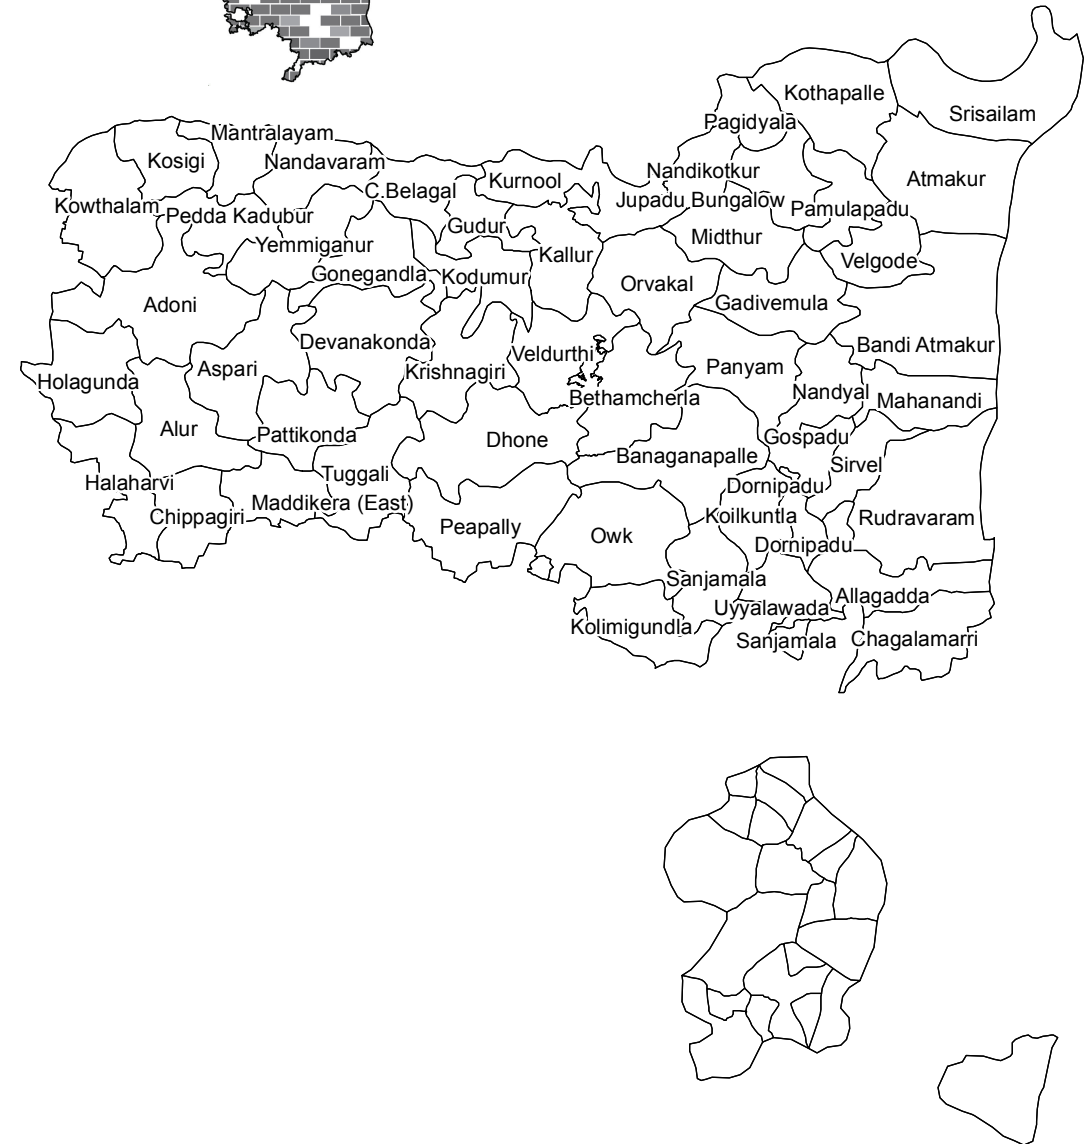 Kothapalle
Srisailam
Pagidyala
Mantralayam
Kosigi
Nandavaram
Nandikotkur
Atmakur
Kurnool
C.Belagal
Jupadu Bungalow
Kowthalam
Pedda Kadubur
Pamulapadu
Gudur
Midthur
Yemmiganur
Kallur
Velgode
Gonegandla
Kodumur
Orvakal
Adoni
Gadivemula
Devanakonda
Bandi Atmakur
Veldurthi
Aspari
Krishnagiri
Panyam
Holagunda
Nandyal
Bethamcherla
Mahanandi
Alur
Pattikonda
Dhone
Gospadu
Banaganapalle
Sirvel
Tuggali
Halaharvi
Dornipadu
Maddikera (East)
Chippagiri
Koilkuntla
Rudravaram
Peapally
Owk
Dornipadu
Sanjamala
Allagadda
Uyyalawada
Kolimigundla
Sanjamala
Chagalamarri